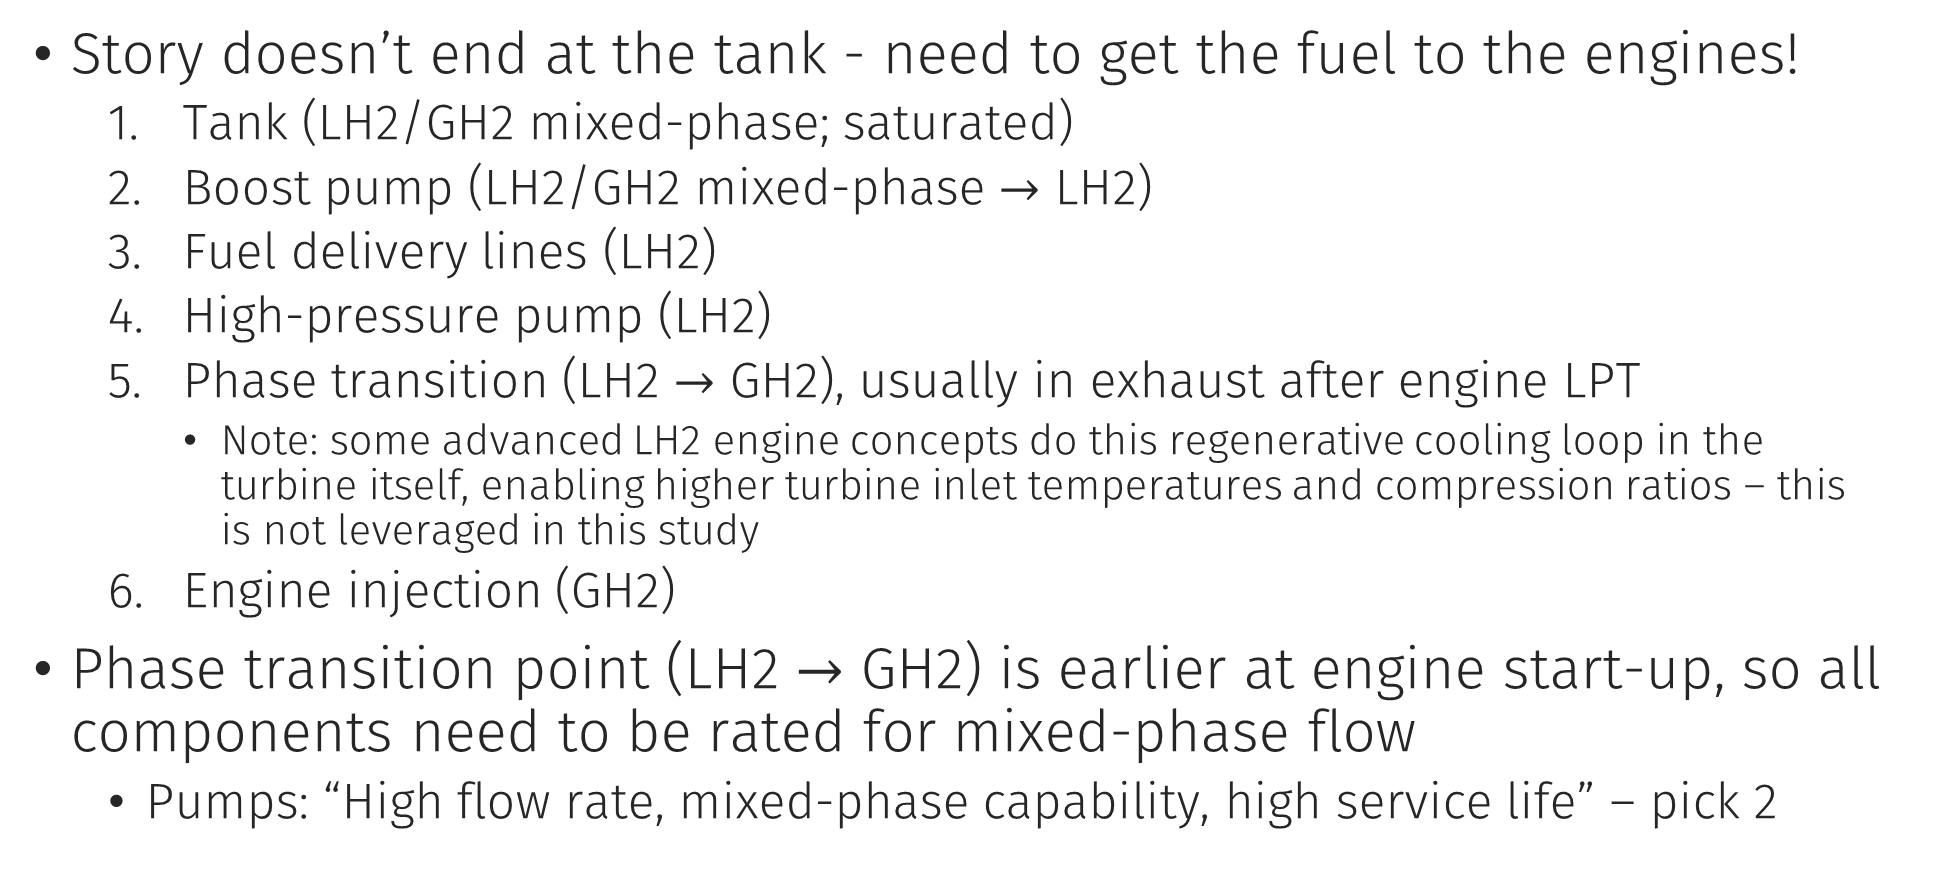 • Story doesn’t end at the tank - need to get the fuel to the engines!
1. Tank (LH2/GH2 mixed-phase; saturated)
2. Boost pump (LH2/GH2 mixed-phase → LH2)
3. Fuel delivery lines (LH2)
4. High-pressure pump (LH2)
5. Phase transition (LH2 → GH2), usually in exhaust after engine LPT
• Note: some advanced LH2 engine concepts do this regenerative cooling loop in the
turbine itself, enabling higher turbine inlet temperatures and compression ratios – this
is not leveraged in this study
6. Engine injection (GH2)
• Phase transition point (LH2 → GH2) is earlier at engine start-up, so all
components need to be rated for mixed-phase flow
• Pumps: “High flow rate, mixed-phase capability, high service life” – pick 2